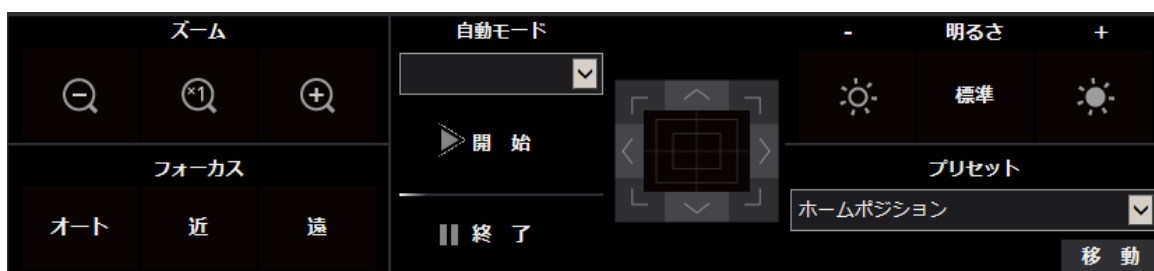 ズーム
×1
フォーカス
オート 近 遠
自動モード
開 始
終 了
- 明るさ +
標準
プリセット
ホームポジション
移 動